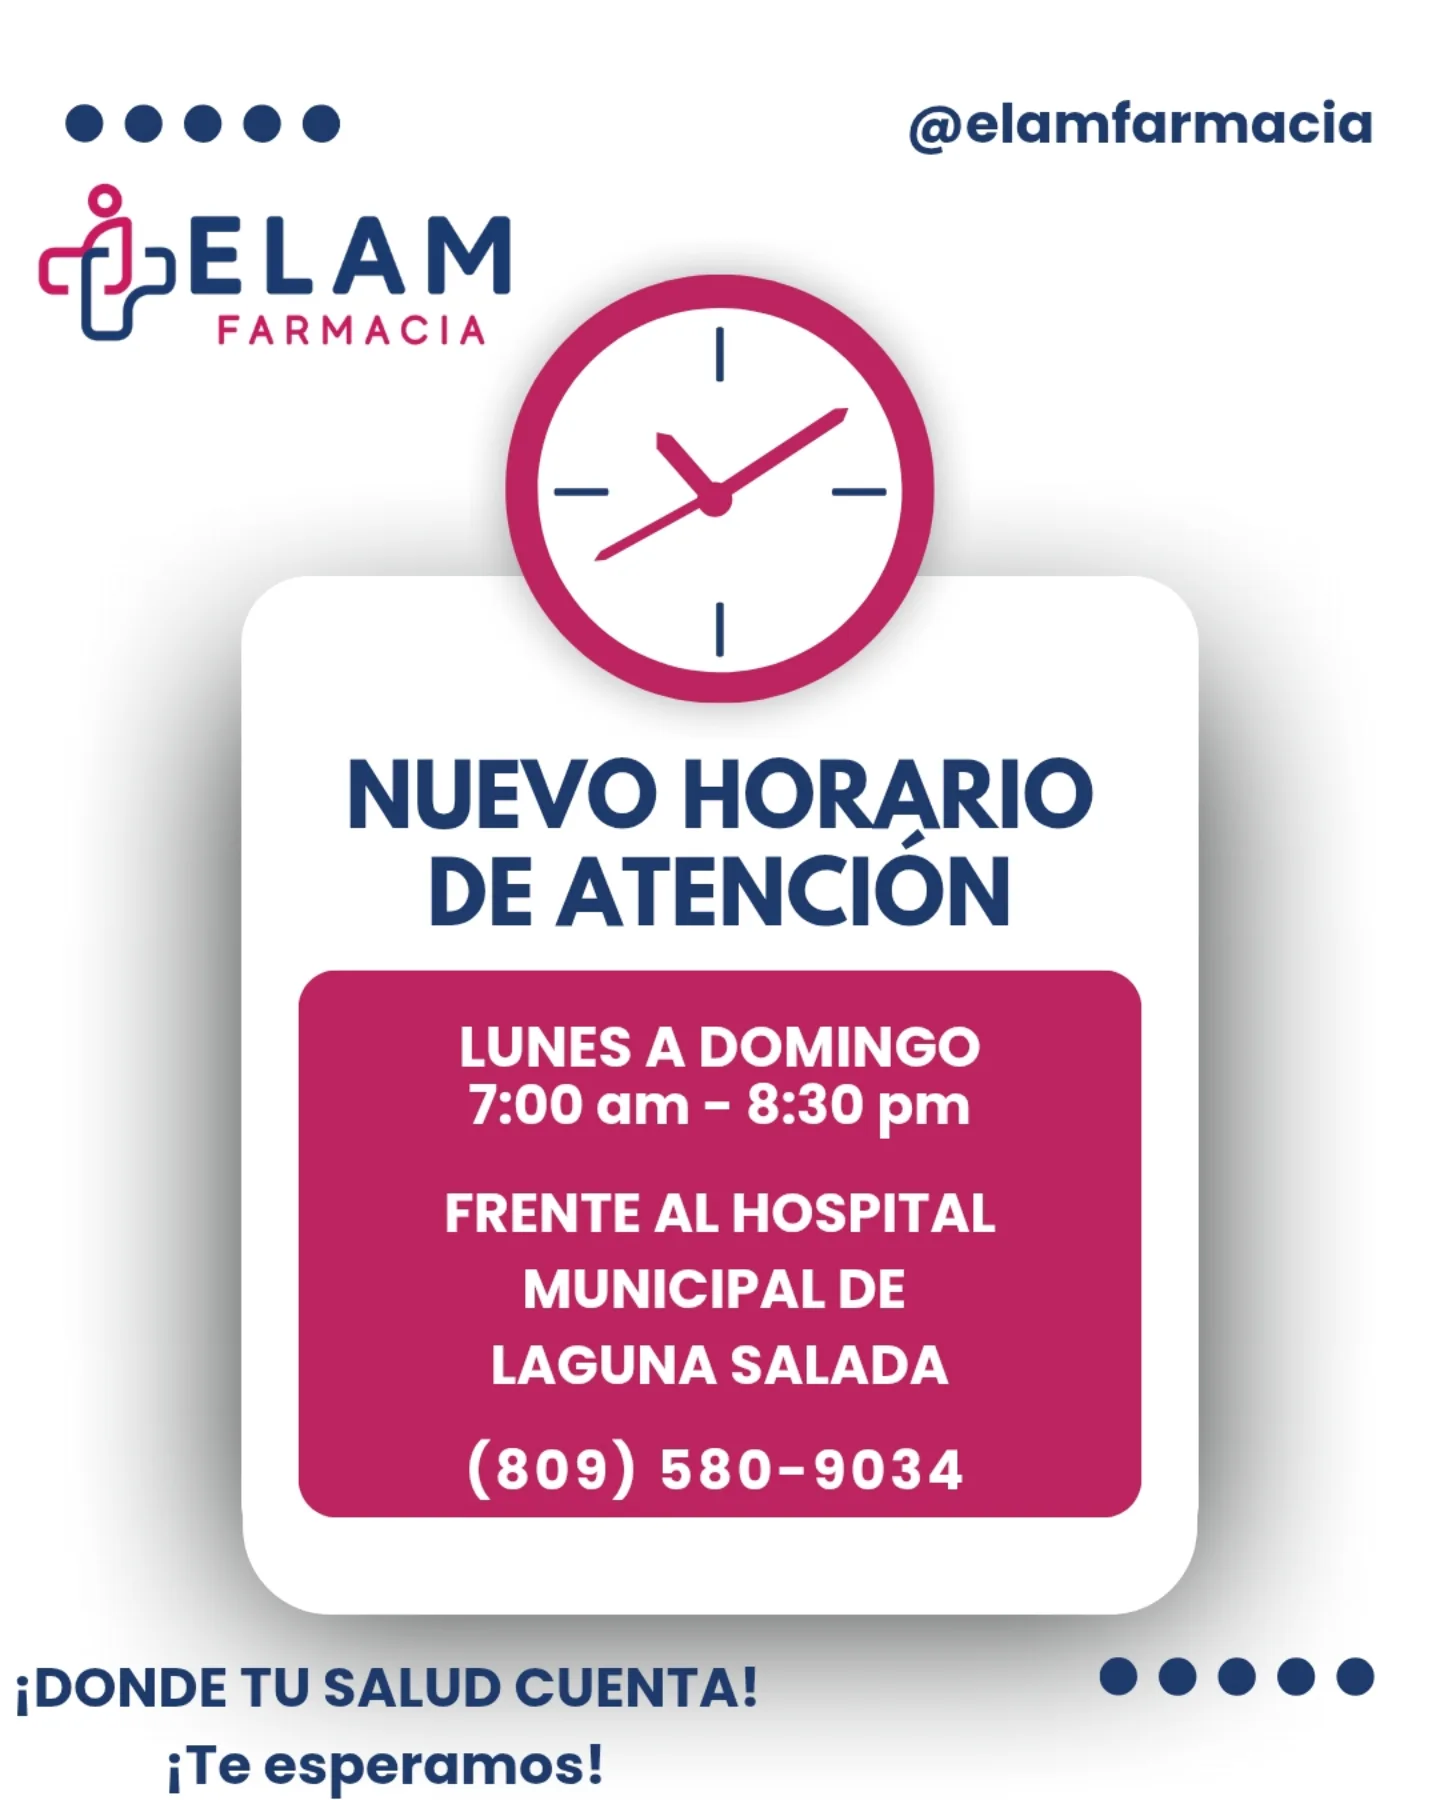 @elamfarmacia
ELAM
FARMACIA
NUEVO HORARIO
DE ATENCIÓN
LUNES A DOMINGO
7:00 am - 8:30 pm
FRENTE AL HOSPITAL
MUNICIPAL DE
LAGUNA SALADA
(809) 580-9034
¡DONDE TU SALUD CUENTA!
¡Te esperamos!